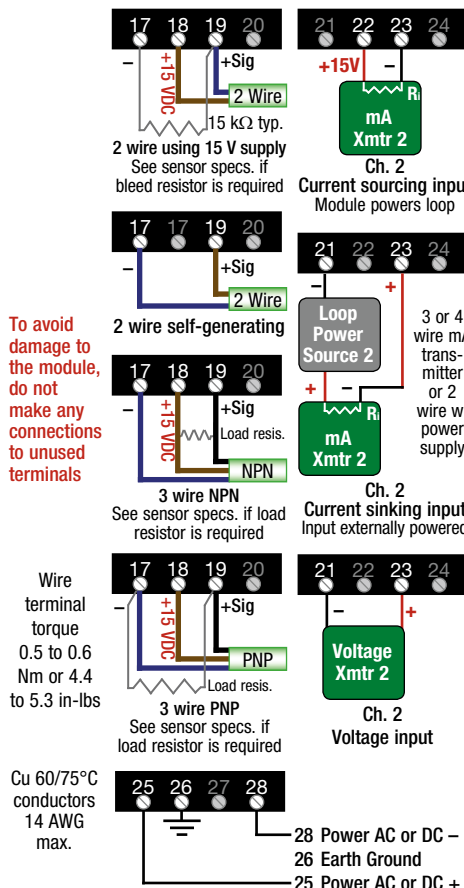 17 18 19 20
– +15 VDC +Sig
2 Wire
15 kΩ typ.
2 wire using 15 V supply
See sensor specs. if
bleed resistor is required
17 17 19 20
– +Sig
2 Wire
2 wire self-generating
To avoid
damage to
the module,
do not
make any
connections
to unused
terminals
17 18 19 20
– +15 VDC +Sig
Load resis.
NPN
3 wire NPN
See sensor specs. if load
resistor is required
Wire
terminal
torque
0.5 to 0.6
Nm or 4.4
to 5.3 in-lbs
17 18 19 20
– +15 VDC +Sig
PNP
Load resis.
3 wire PNP
See sensor specs. if
load resistor is required
Cu 60/75°C
conductors
14 AWG
max.
25 26 27 28
28 Power AC or DC –
26 Earth Ground
25 Power AC or DC +
21 22 23 24
+15V –
Ri
mA
Xmtr 2
Ch. 2
Current sourcing input
Module powers loop
21 22 23 24
– +
Loop
Power
Source 2
+ –
Ri
mA
Xmtr 2
3 or 4
wire mA
trans-
mitter
or 2
wire w/
power
supply
Ch. 2
Current sinking input
Input externally powered
21 22 23 24
– +
Voltage
Xmtr 2
Ch. 2
Voltage input